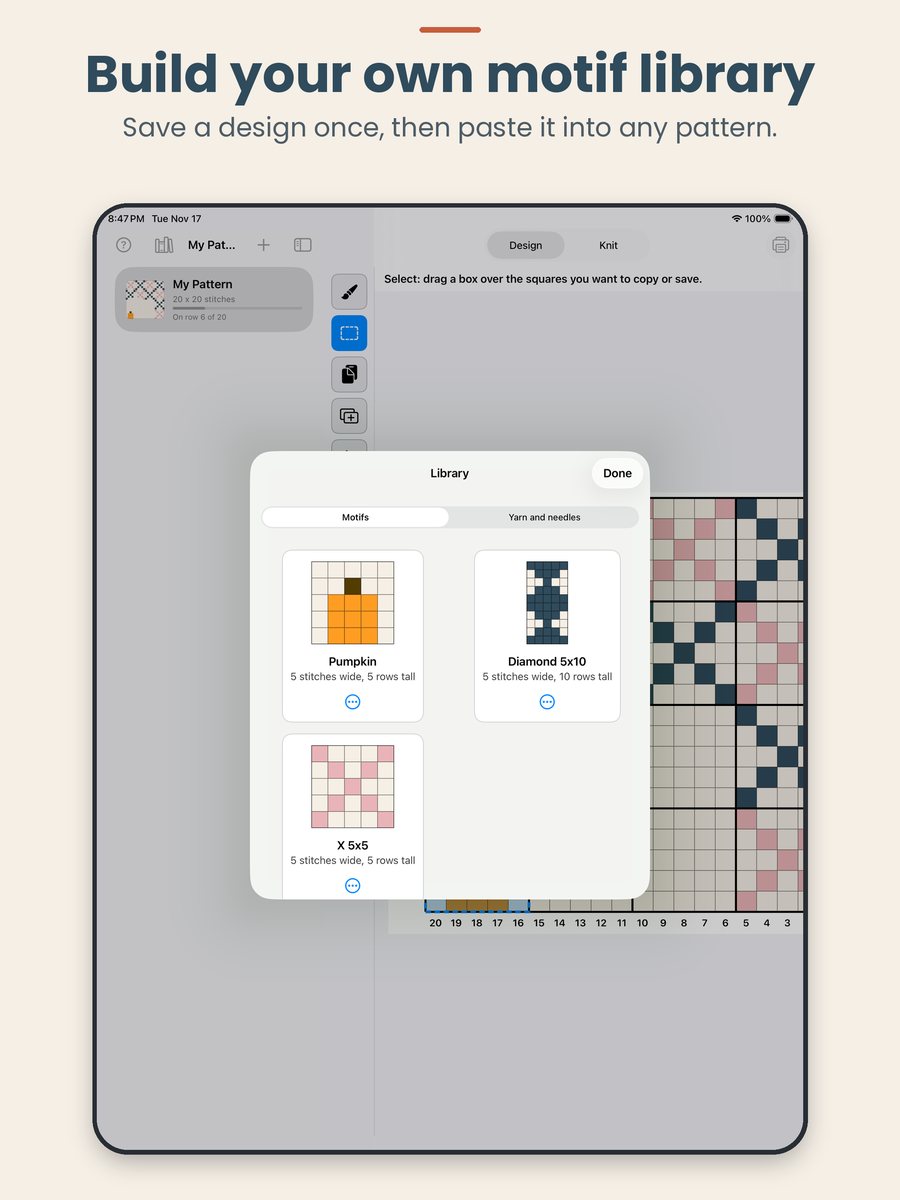 Build your own motif library
Save a design once, then paste it into any pattern.
8:47 PM Tue Nov 17
100%
My Pat...
Design
Knit
My Pattern
20 x 20 stitches
On row 6 of 20
Select: drag a box over the squares you want to copy or save.
Library
Done
Motifs
Yarn and needles
Pumpkin
5 stitches wide, 5 rows tall
Diamond 5x10
5 stitches wide, 10 rows tall
X 5x5
5 stitches wide, 5 rows tall
20 19 18 17 16 15 14 13 12 11 10 9 8 7 6 5 4 3